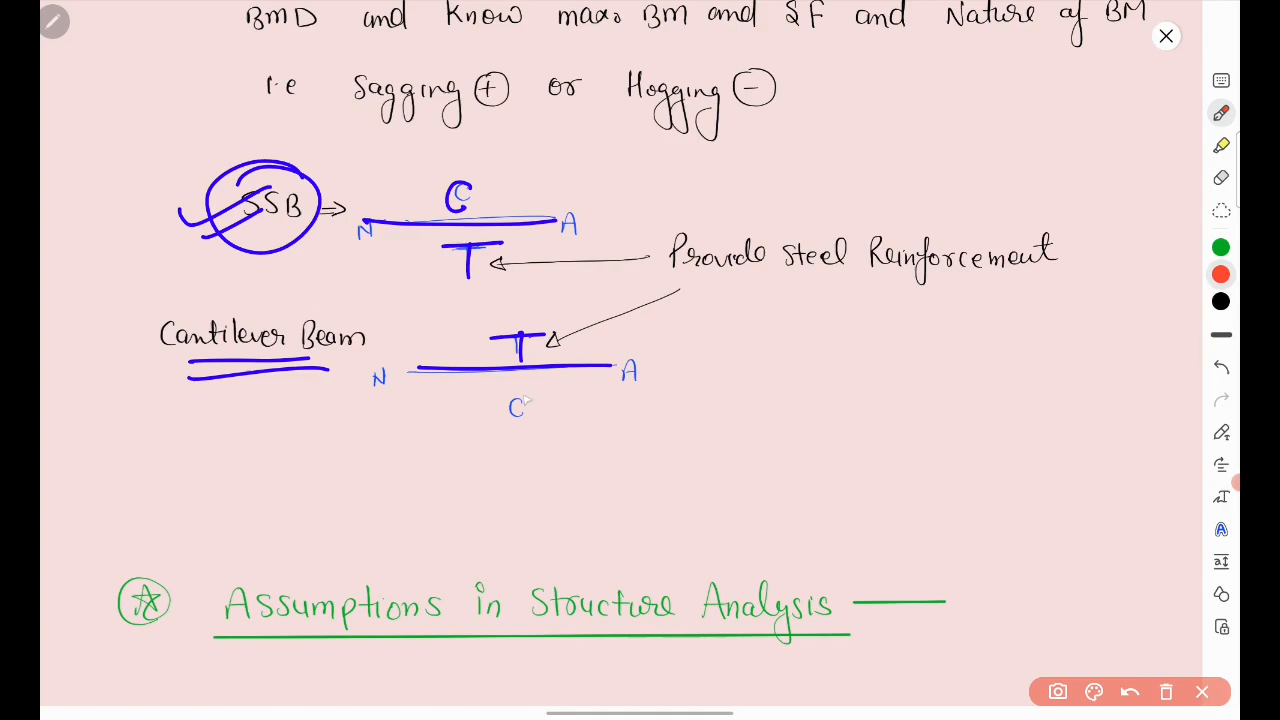 BMD and Know max. BM and SF and Nature of BM
i.e Sagging + or Hogging -
SSB ⇒ C
N A
T
Provide Steel Reinforcement
Cantilever Beam T
N A
C
Assumptions in Structure Analysis